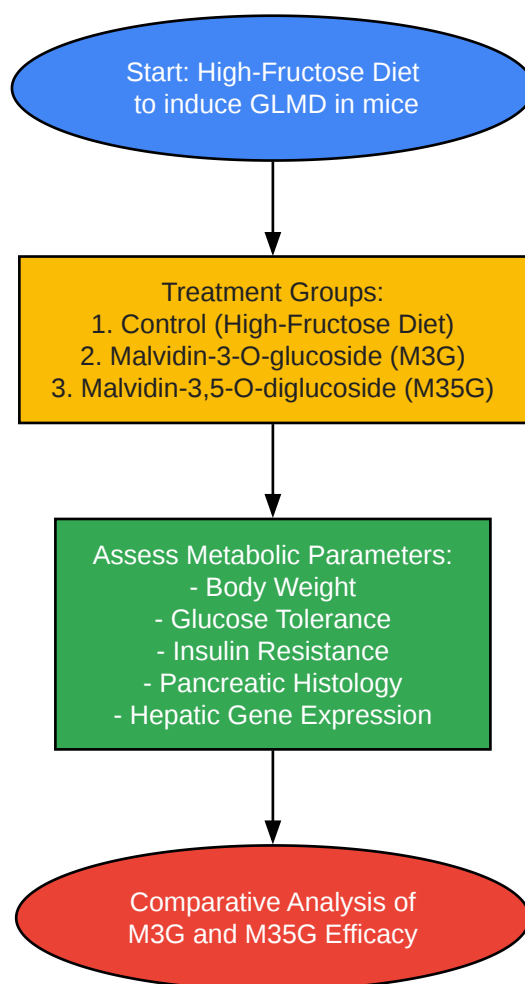 Start: High-Fructose Diet
to induce GLMD in mice
Treatment Groups:
1. Control (High-Fructose Diet)
2. Malvidin-3-O-glucoside (M3G)
3. Malvidin-3,5-O-diglucoside (M35G)
Assess Metabolic Parameters:
- Body Weight
- Glucose Tolerance
- Insulin Resistance
- Pancreatic Histology
- Hepatic Gene Expression
Comparative Analysis of
M3G and M35G Efficacy